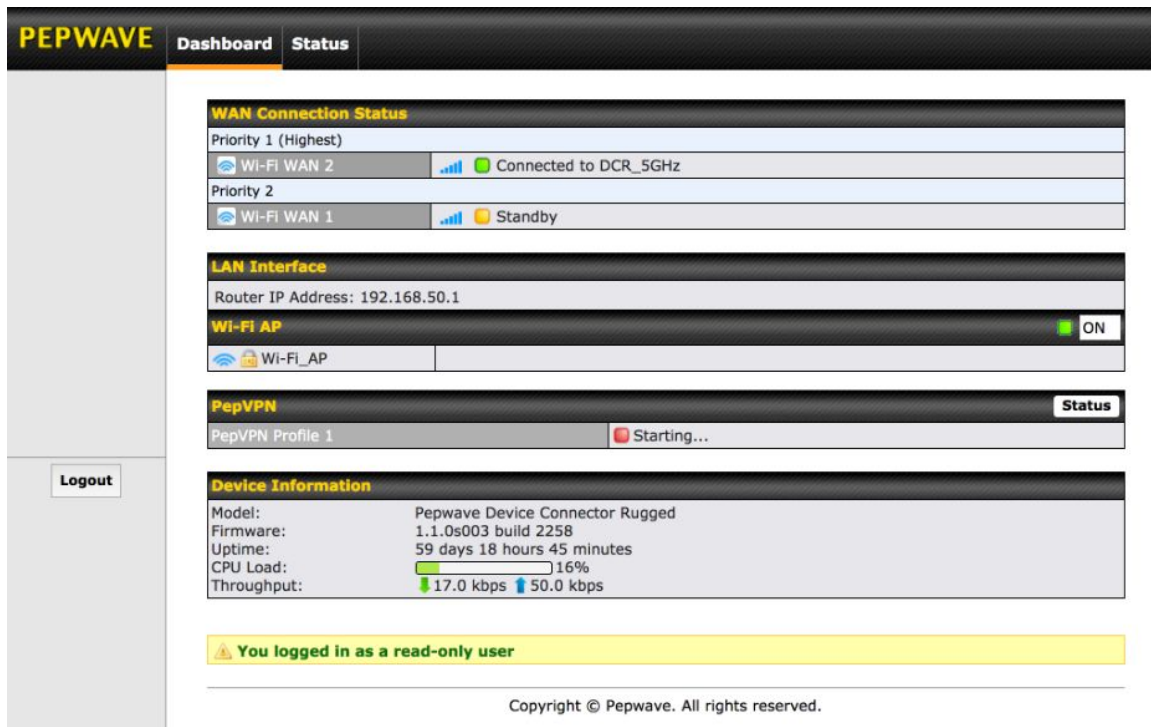 PEPWAVE Dashboard Status
WAN Connection Status
Priority 1 (Highest)
Wi-Fi WAN 2 Connected to DCR_5GHz
Priority 2
Wi-Fi WAN 1 Standby
LAN Interface
Router IP Address: 192.168.50.1
Wi-Fi AP ON
Wi-Fi_AP
PepVPN Status
PepVPN Profile 1 Starting...
Logout
Device Information
Model: Pepwave Device Connector Rugged
Firmware: 1.1.0s003 build 2258
Uptime: 59 days 18 hours 45 minutes
CPU Load: 16%
Throughput: 17.0 kbps 50.0 kbps
You logged in as a read-only user
Copyright © Pepwave. All rights reserved.